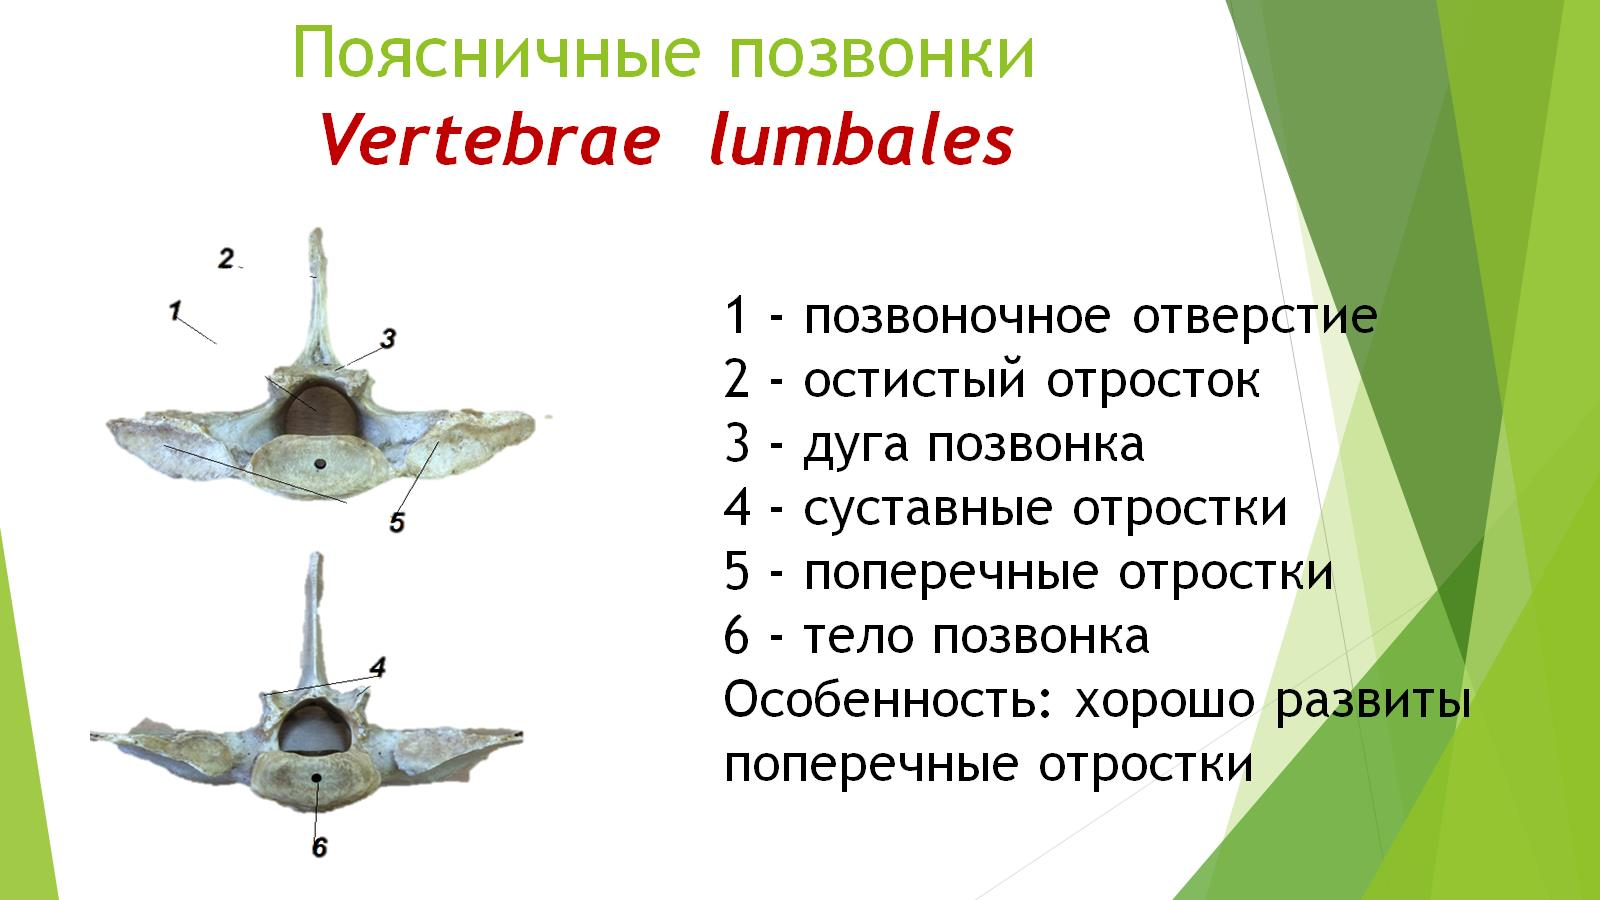 Поясничные позвонки
Vertebrae lumbales
2
1
3
5
4
6
1 - позвоночное отверстие
2 - остистый отросток
3 - дуга позвонка
4 - суставные отростки
5 - поперечные отростки
6 - тело позвонка
Особенность: хорошо развиты
поперечные отростки